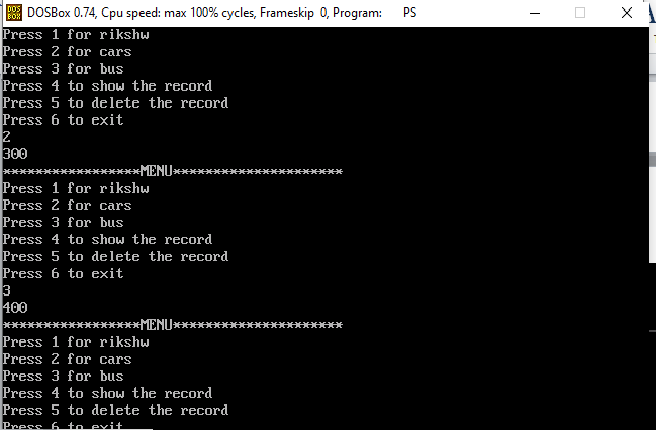 DOSBox 0.74, Cpu speed: max 100% cycles, Frameskip 0, Program: PS
Press 1 for rikshw
Press 2 for cars
Press 3 for bus
Press 4 to show the record
Press 5 to delete the record
Press 6 to exit
2
300
*****************MENU*********************
Press 1 for rikshw
Press 2 for cars
Press 3 for bus
Press 4 to show the record
Press 5 to delete the record
Press 6 to exit
3
400
*****************MENU*********************
Press 1 for rikshw
Press 2 for cars
Press 3 for bus
Press 4 to show the record
Press 5 to delete the record
Press 6 to exit